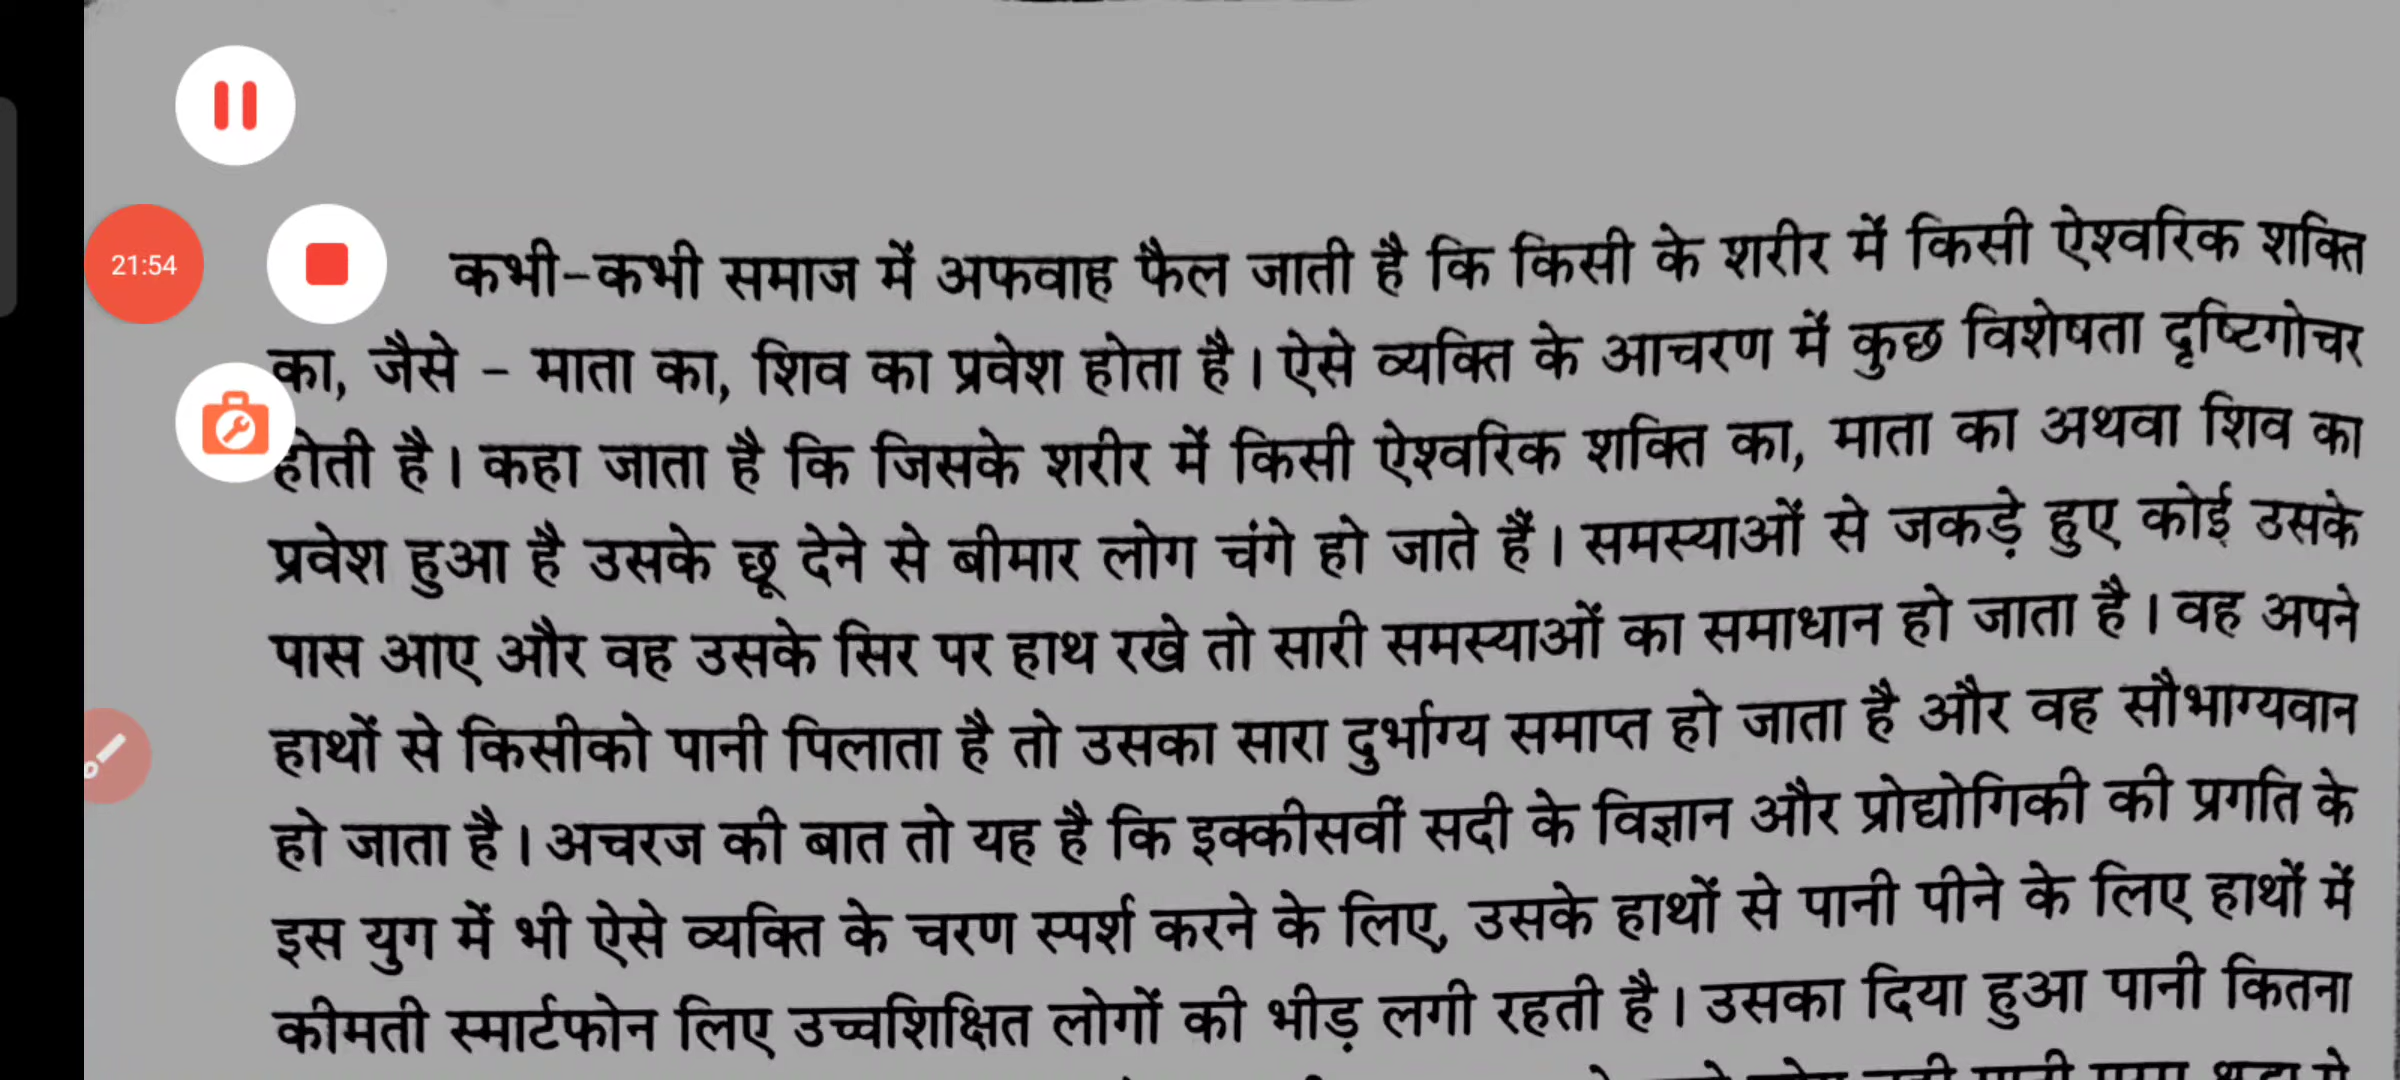 21:54
कभी-कभी समाज में अफवाह फैल जाती है कि किसी के शरीर में किसी ऐश्वरिक शक्ति
का, जैसे - माता का, शिव का प्रवेश होता है। ऐसे व्यक्ति के आचरण में कुछ विशेषता दृष्टिगोचर
होती है। कहा जाता है कि जिसके शरीर में किसी ऐश्वरिक शक्ति का, माता का अथवा शिव का
प्रवेश हुआ है उसके छू देने से बीमार लोग चंगे हो जाते हैं। समस्याओं से जकड़े हुए कोई उसके
पास आए और वह उसके सिर पर हाथ रखे तो सारी समस्याओं का समाधान हो जाता है। वह अपने
हाथों से किसीको पानी पिलाता है तो उसका सारा दुर्भाग्य समाप्त हो जाता है और वह सौभाग्यवान
हो जाता है। अचरज की बात तो यह है कि इक्कीसवीं सदी के विज्ञान और प्रोद्योगिकी की प्रगति के
इस युग में भी ऐसे व्यक्ति के चरण स्पर्श करने के लिए, उसके हाथों से पानी पीने के लिए हाथों में
कीमती स्मार्टफोन लिए उच्चशिक्षित लोगों की भीड़ लगी रहती है। उसका दिया हुआ पानी कितना